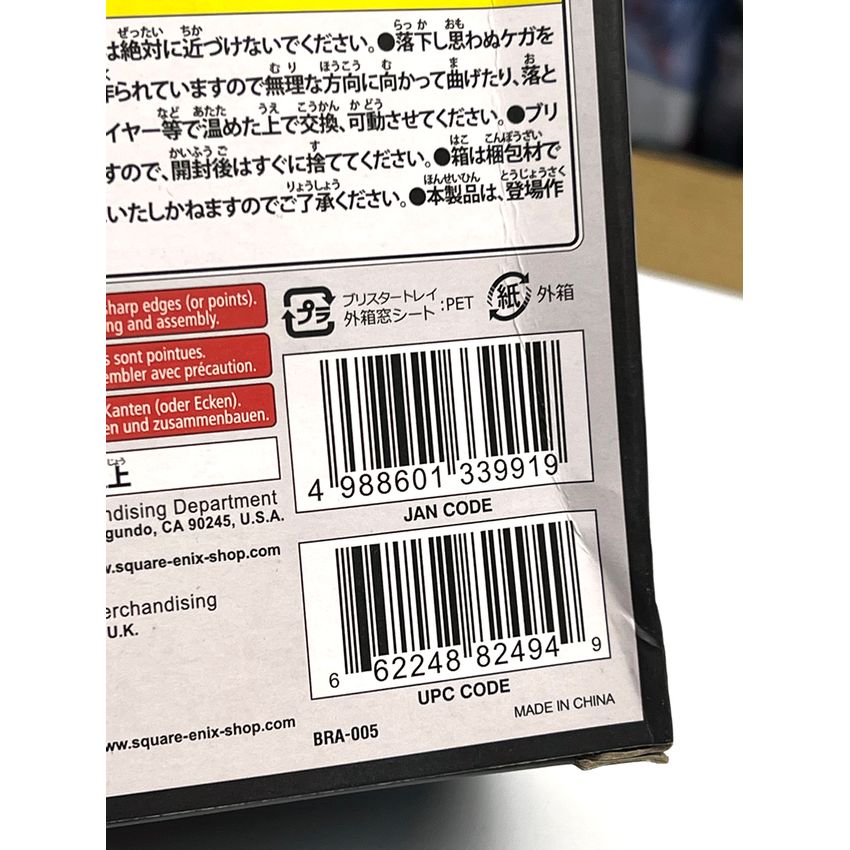 は絶対に近づけないでください。●落下し思わぬケガを
られていますので無理な方向に向かって曲げたり、落と
イヤー等で温めた上で交換、可動させてください。●ブリ
すので、開封後はすぐに捨ててください。●箱は梱包材で
いたしかねますのでご了承ください。●本製品は、登場作
sharp edges (or points).
ng and assembly.
s sont pointues.
embler avec précaution.
Kanten (oder Ecken).
en und zusammenbauen.
プラ
ブリスタートレイ
外箱窓シート :PET
紙 外箱
上
4 988601 339919
JAN CODE
ndising Department
gundo, CA 90245, U.S.A.
w.square-enix-shop.com
erchandising
U.K.
6 62248 82494 9
UPC CODE
ww.square-enix-shop.com
BRA-005
MADE IN CHINA